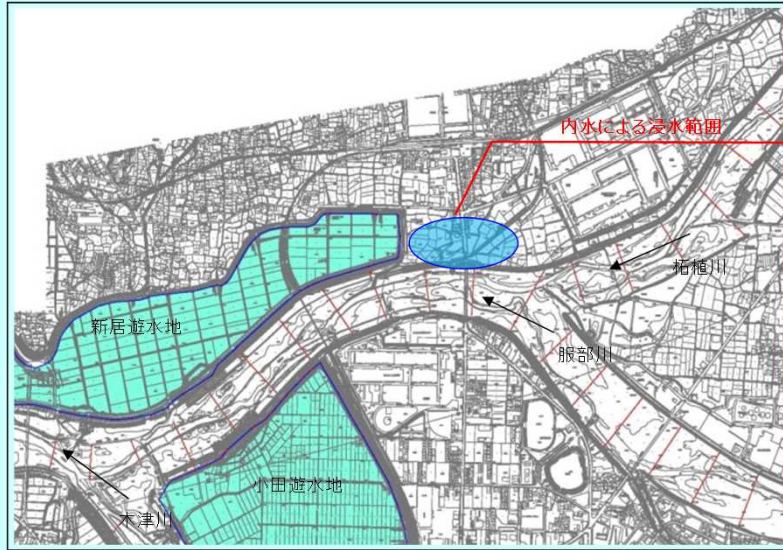 内水による浸水範囲
柘植川
新居遊水地
服部川
小田遊水地
木津川